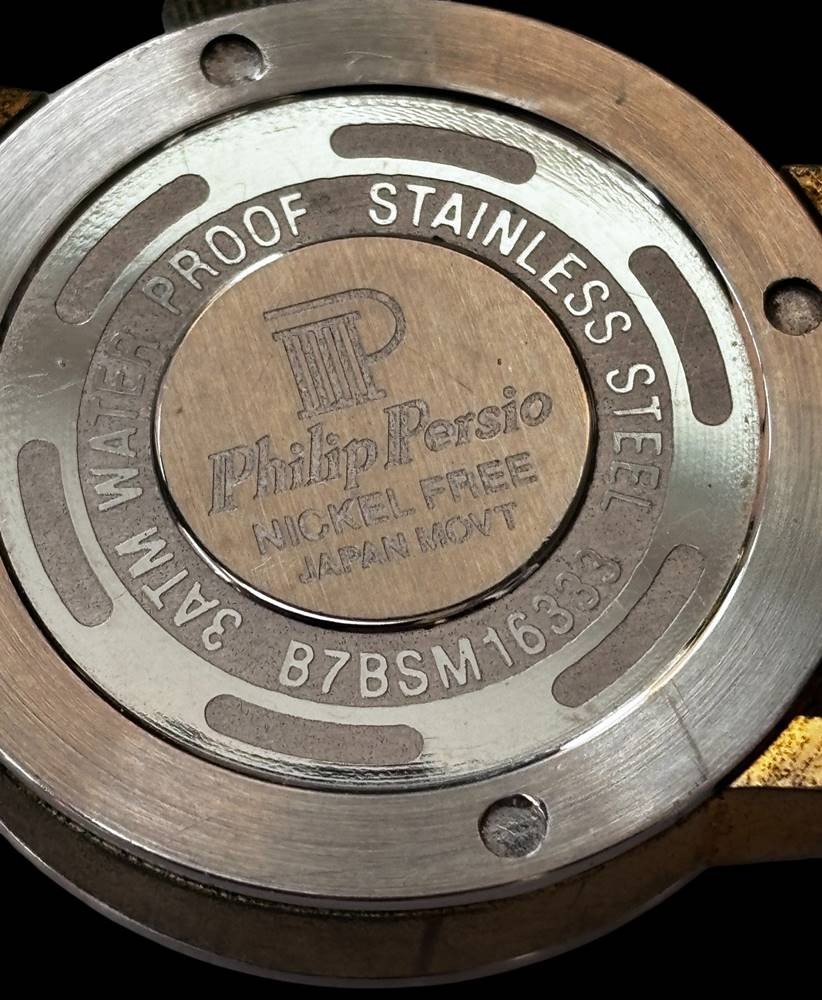 3ATM WATER PROOF STAINLESS STEEL
B7BSM16333
Philip Persio
NICKEL FREE
JAPAN MOVT